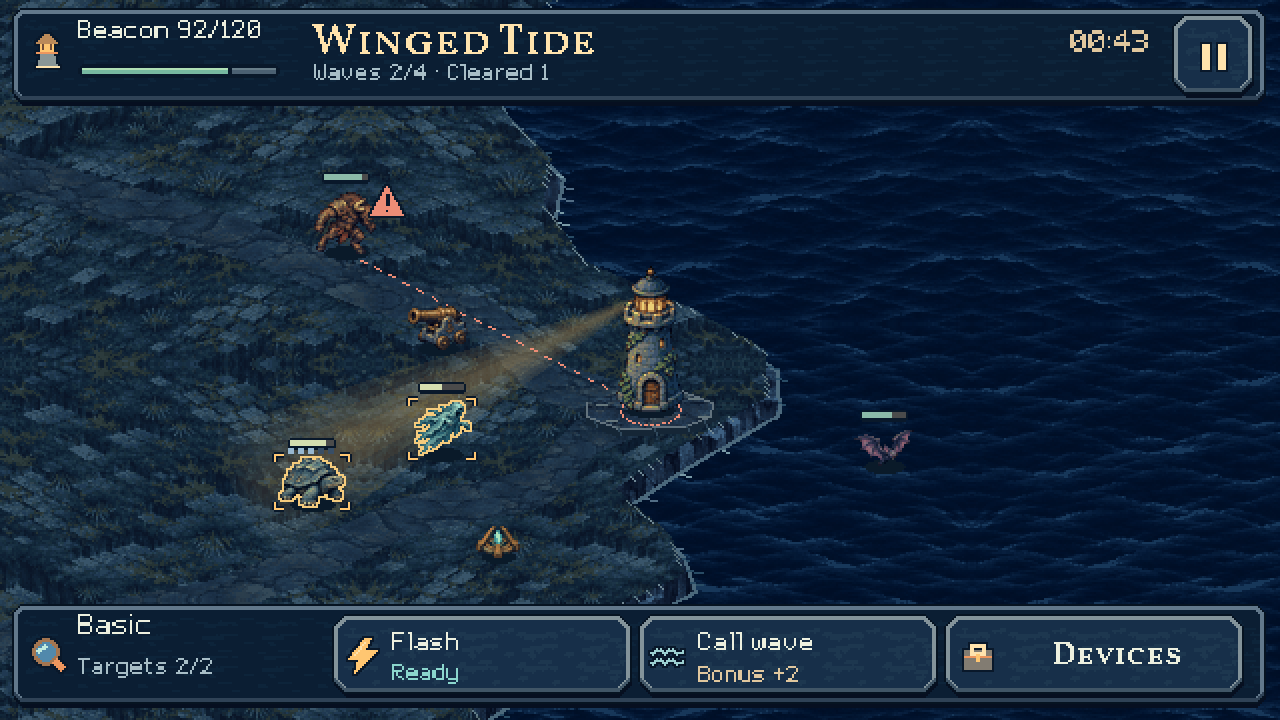 Beacon 92/120
WINGED TIDE
Waves 2/4 · Cleared 1
00:43
Basic
Targets 2/2
Flash
Ready
Call wave
Bonus +2
DEVICES